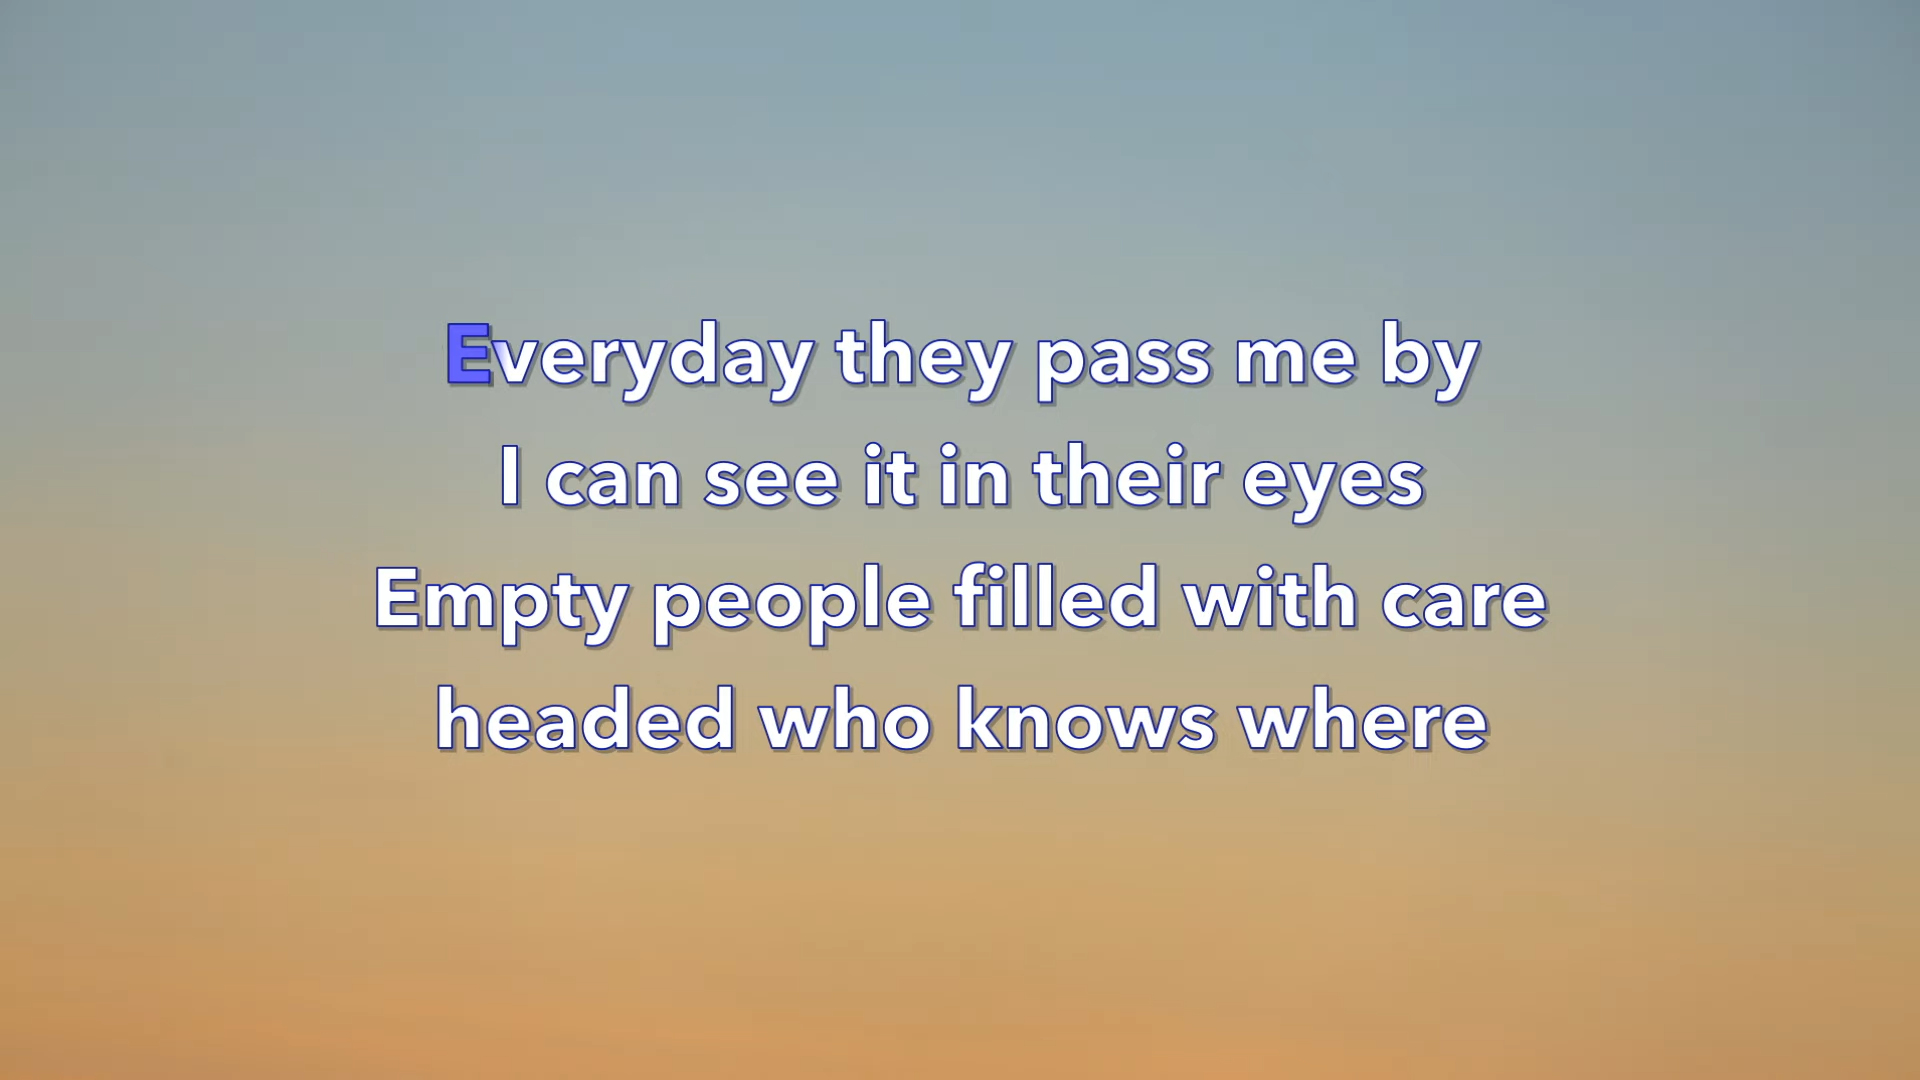 Everyday they pass me by
I can see it in their eyes
Empty people filled with care
headed who knows where